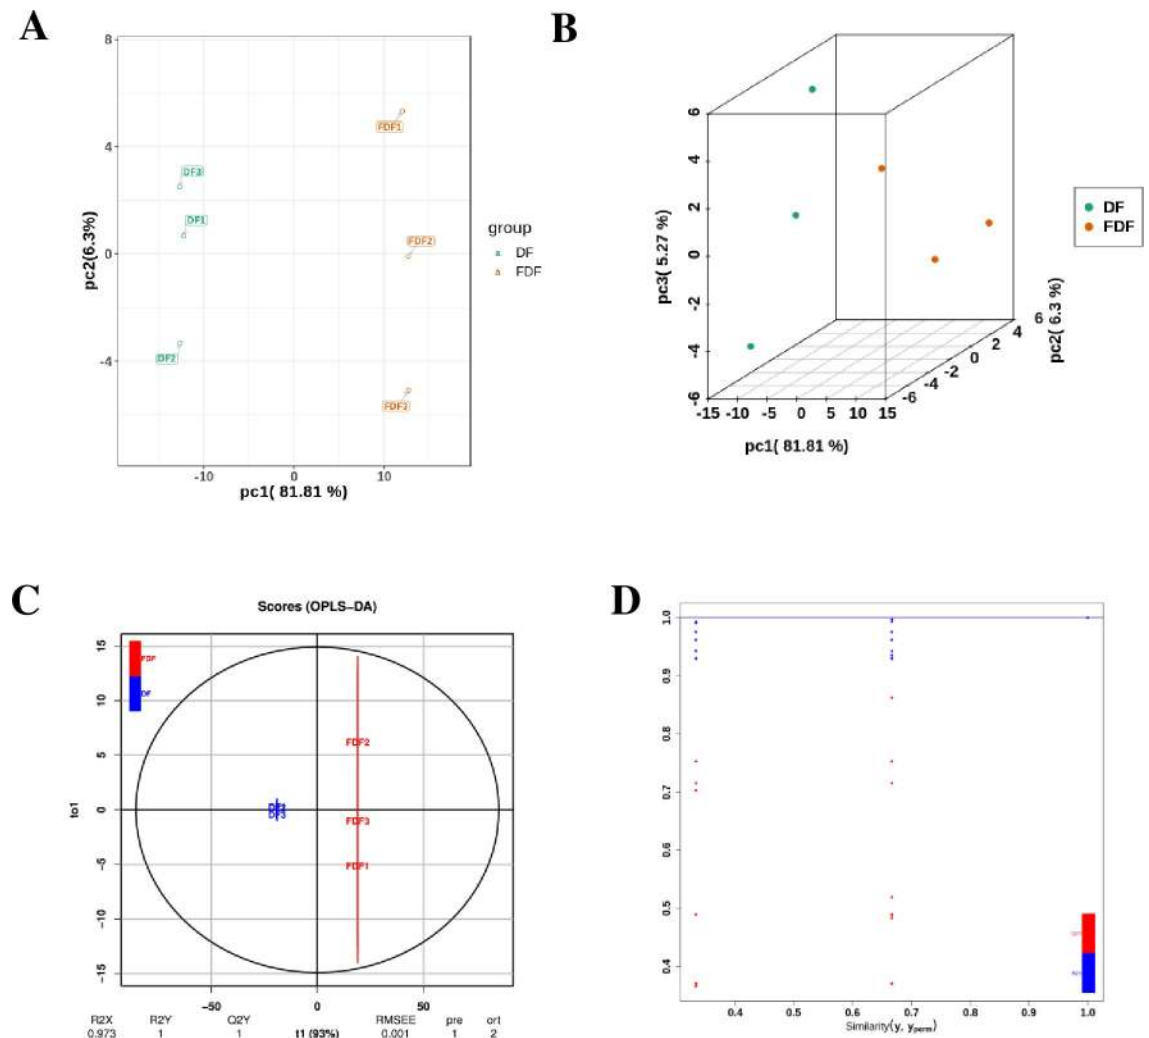 A
8
4
0
-4
-10
0
10
pc2(6.3%)
pc1( 81.81 %)
FDF1
DF3
DF1
FDF2
DF2
FDF3
group
DF
FDF
B
6
4
2
0
-2
-4
-6
pc3( 5.27 %)
-15 -10 -5 0 5 10 15
pc1( 81.81 %)
-6 -4 -2 0 2 4 6
pc2( 6.3 %)
DF
FDF
C
Scores (OPLS-DA)
15
10
5
0
-5
-10
-15
to1
FDF
DF
FDF2
FDF3
FDF1
DF3
-50 0 50
R2X R2Y Q2Y RMSEE pre ort
0.973 1 1 t1 (93%) 0.001 1 2
D
1.0
0.9
0.8
0.7
0.6
0.5
0.4
0.4 0.5 0.6 0.7 0.8 0.9 1.0
Similarity(y, yperm)